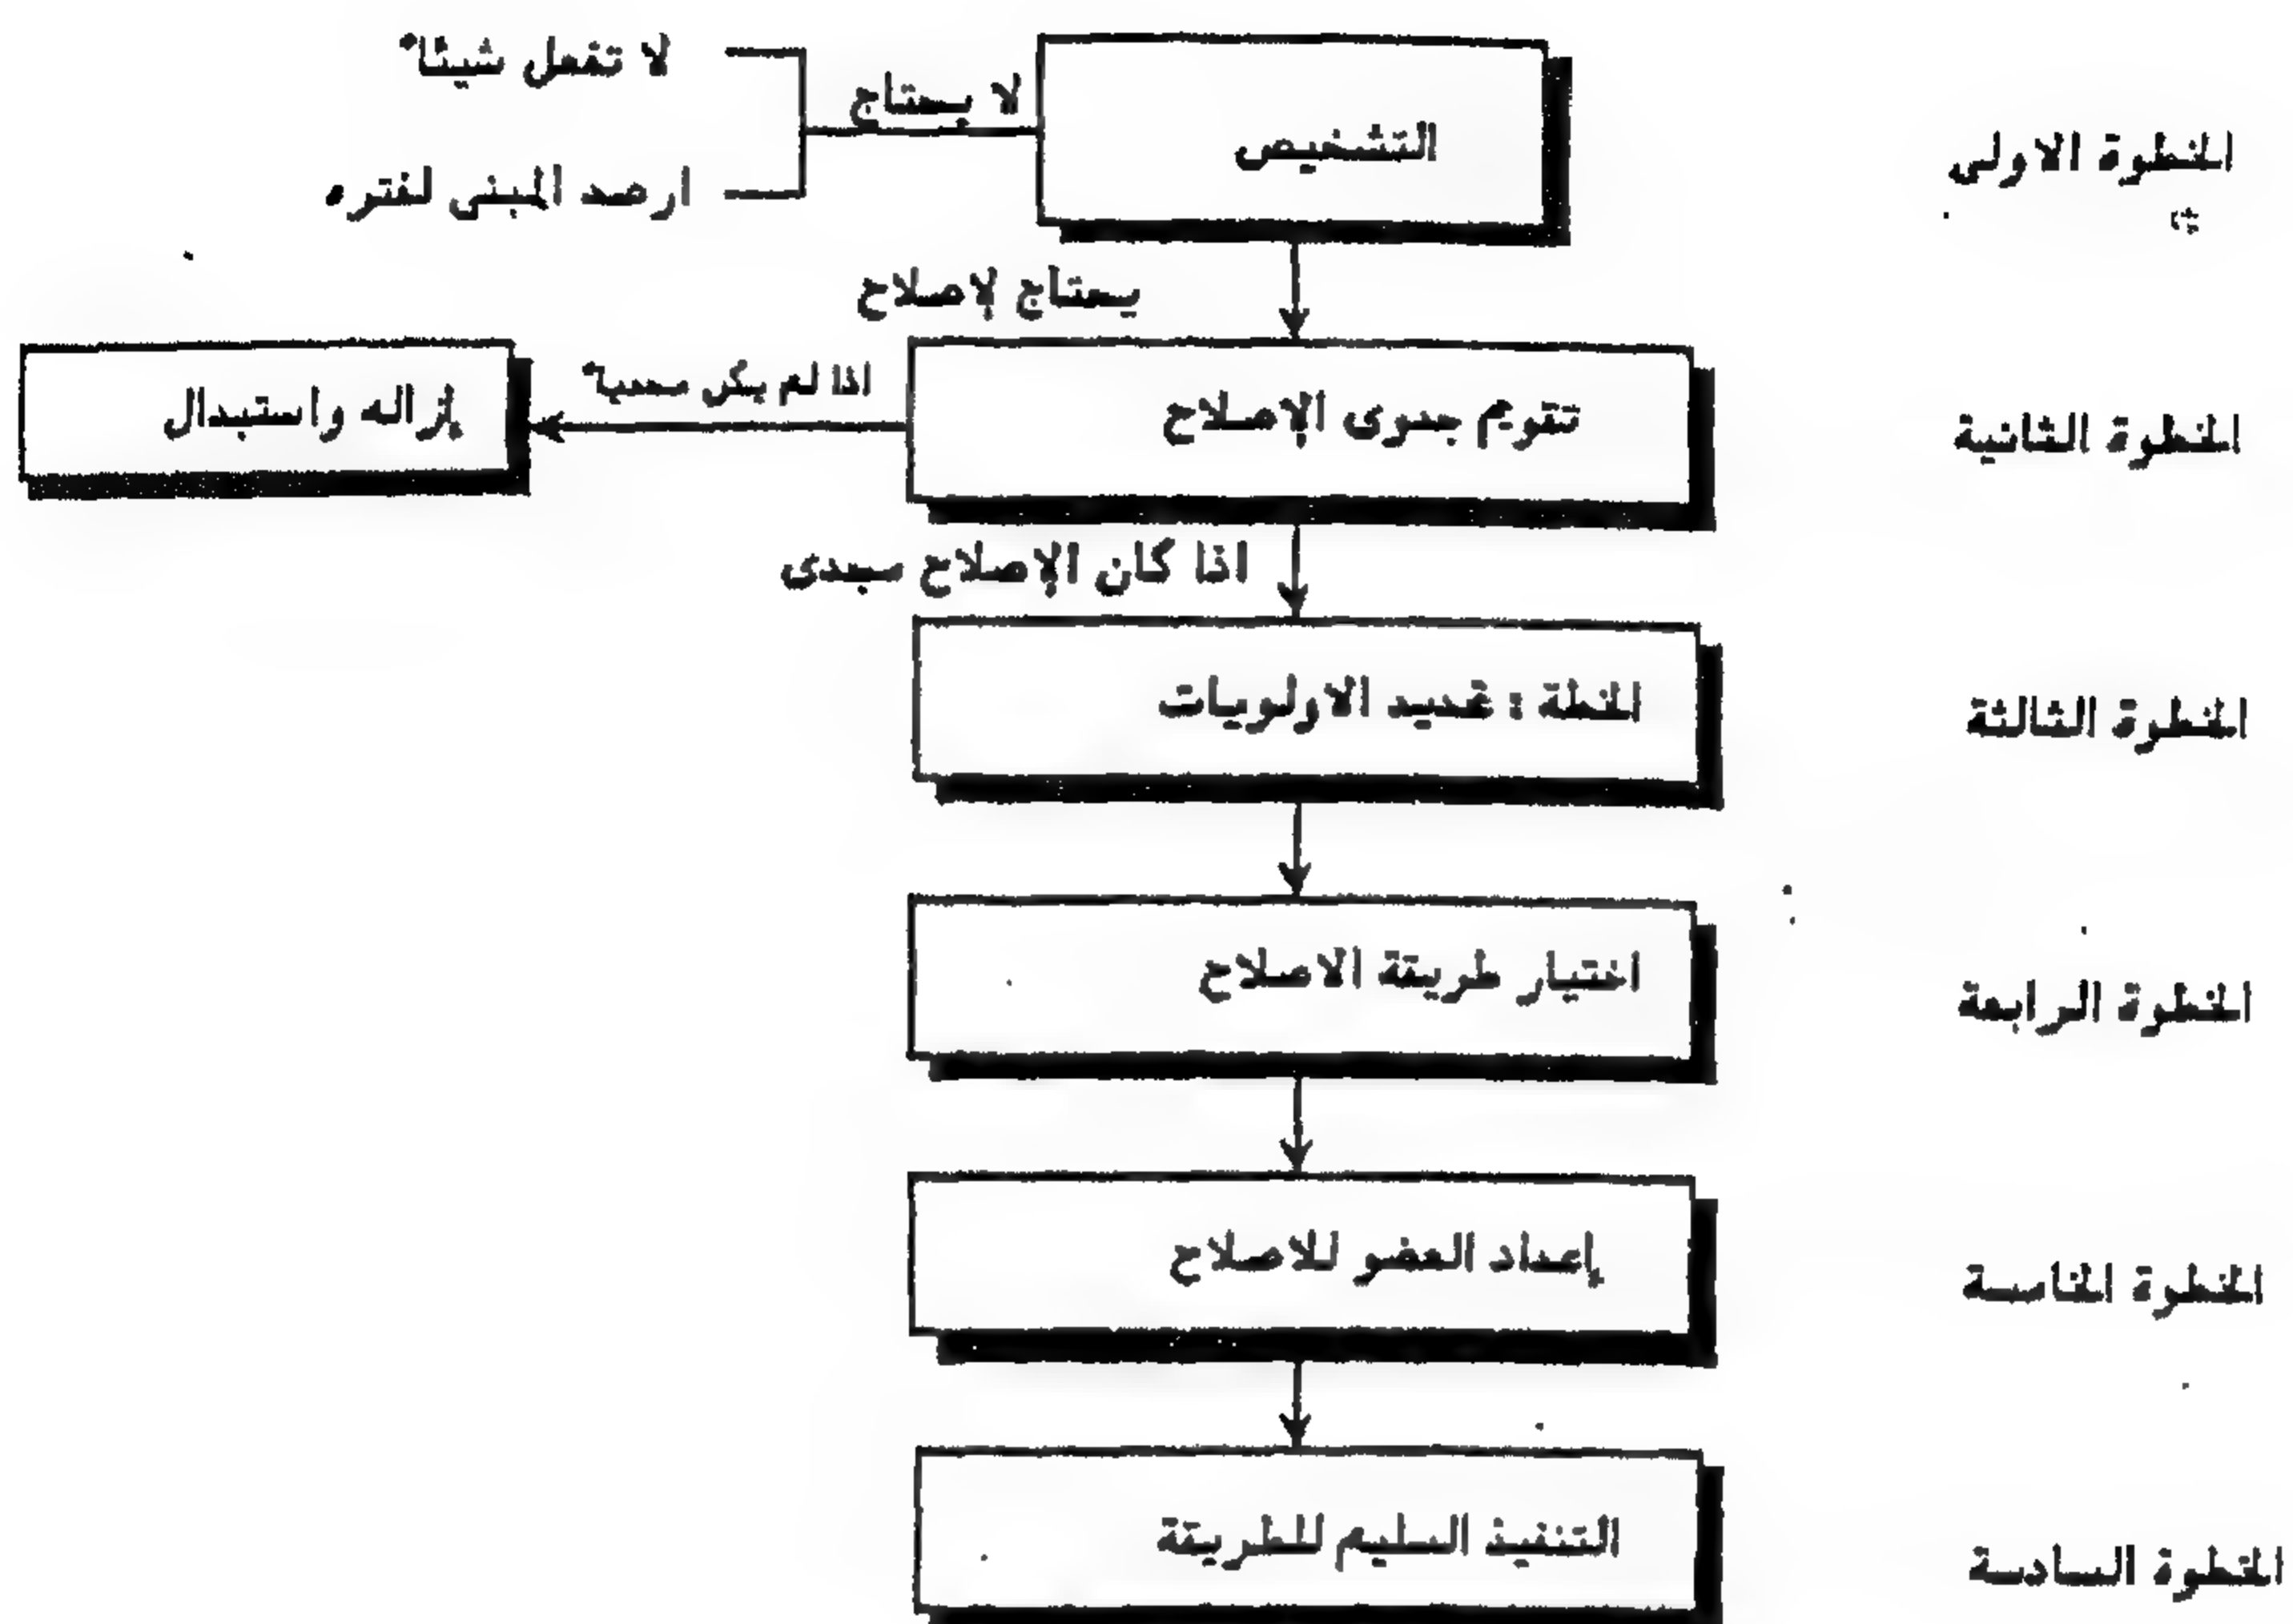 الخطوة الاولى
التشخيص
لا يحتاج
لا تفعل شيئا
ارصد المبنى لفتره
يحتاج لإصلاح
الخطوة الثانية
تقويم جدوى الإصلاح
اذا لم يكن
إزاله واستبدال
اذا كان الإصلاح مجدى
الخطوة الثالثة
الخطة : تحديد الاولويات
الخطوة الرابعة
اختيار طريقة الاصلاح
الخطوة الخامسة
إعداد العضو للاصلاح
الخطوة السادسة
التنفيذ السليم للطريقة